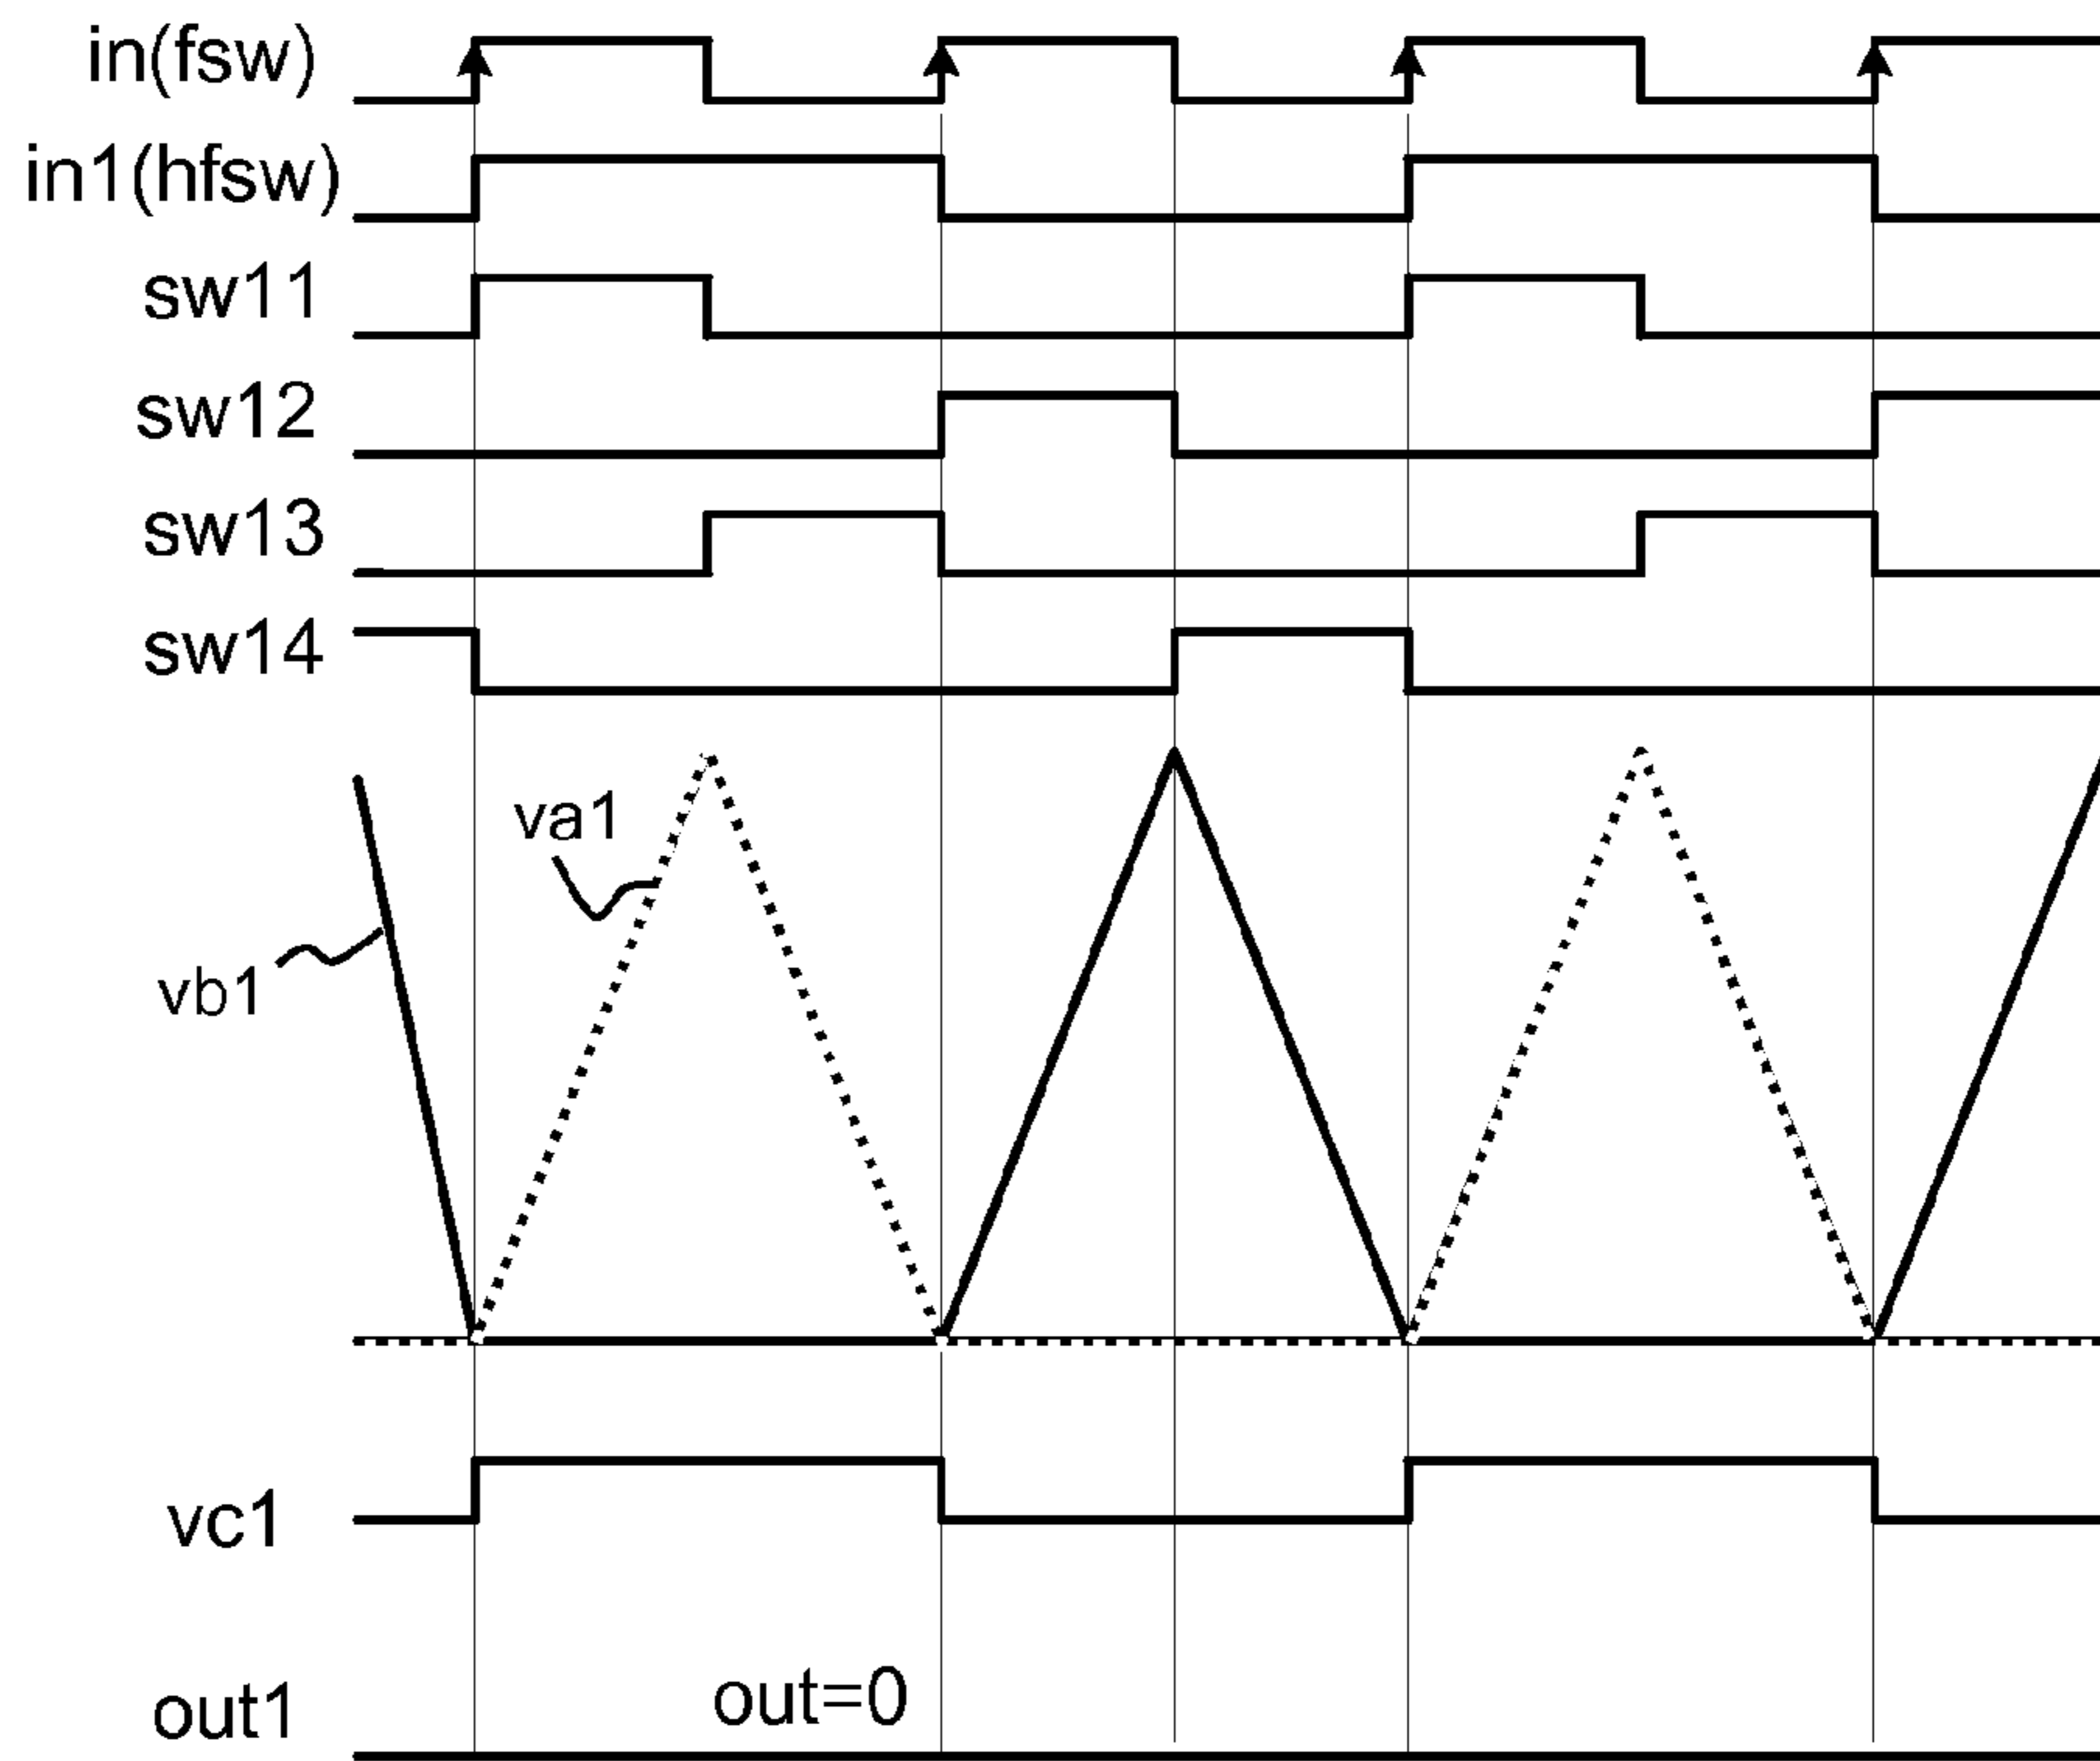 in(fsw)
in1(hfsw)
sw11
sw12
sw13
sw14
va1
vb1
vc1
out=0
out1